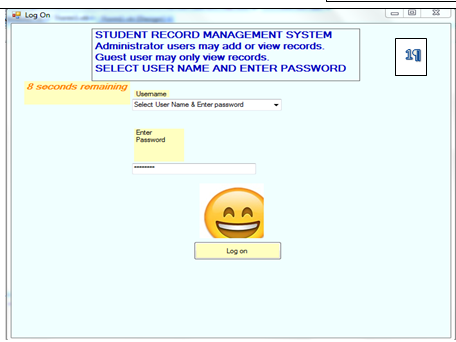 Log On
STUDENT RECORD MANAGEMENT SYSTEM
Administrator users may add or view records.
Guest user may only view records.
SELECT USER NAME AND ENTER PASSWORD
1¶
8 seconds remaining
Username
Select User Name & Enter password
Enter
Password
Log on